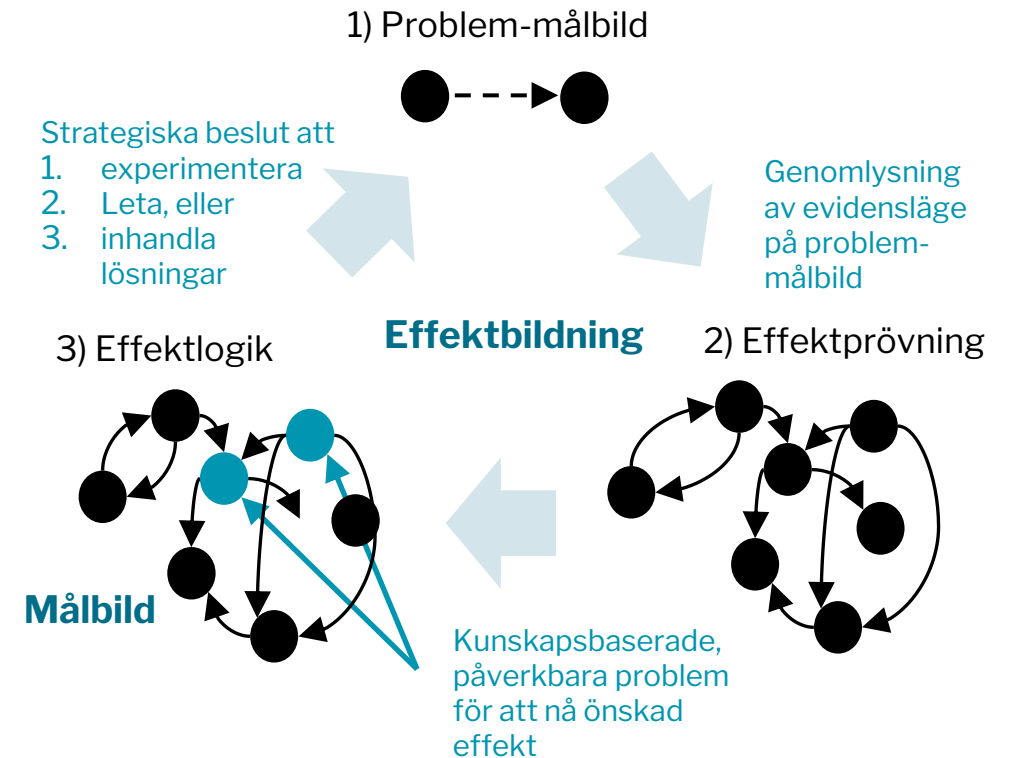 1) Problem-målbild
Strategiska beslut att
1. experimentera
2. Leta, eller
3. inhandla
lösningar
Genomlysning
av evidensläge
på problem-
målbild
Effektbildning
3) Effektlogik
2) Effektprövning
Målbild
Kunskapsbaserade,
påverkbara problem
för att nå önskad
effekt